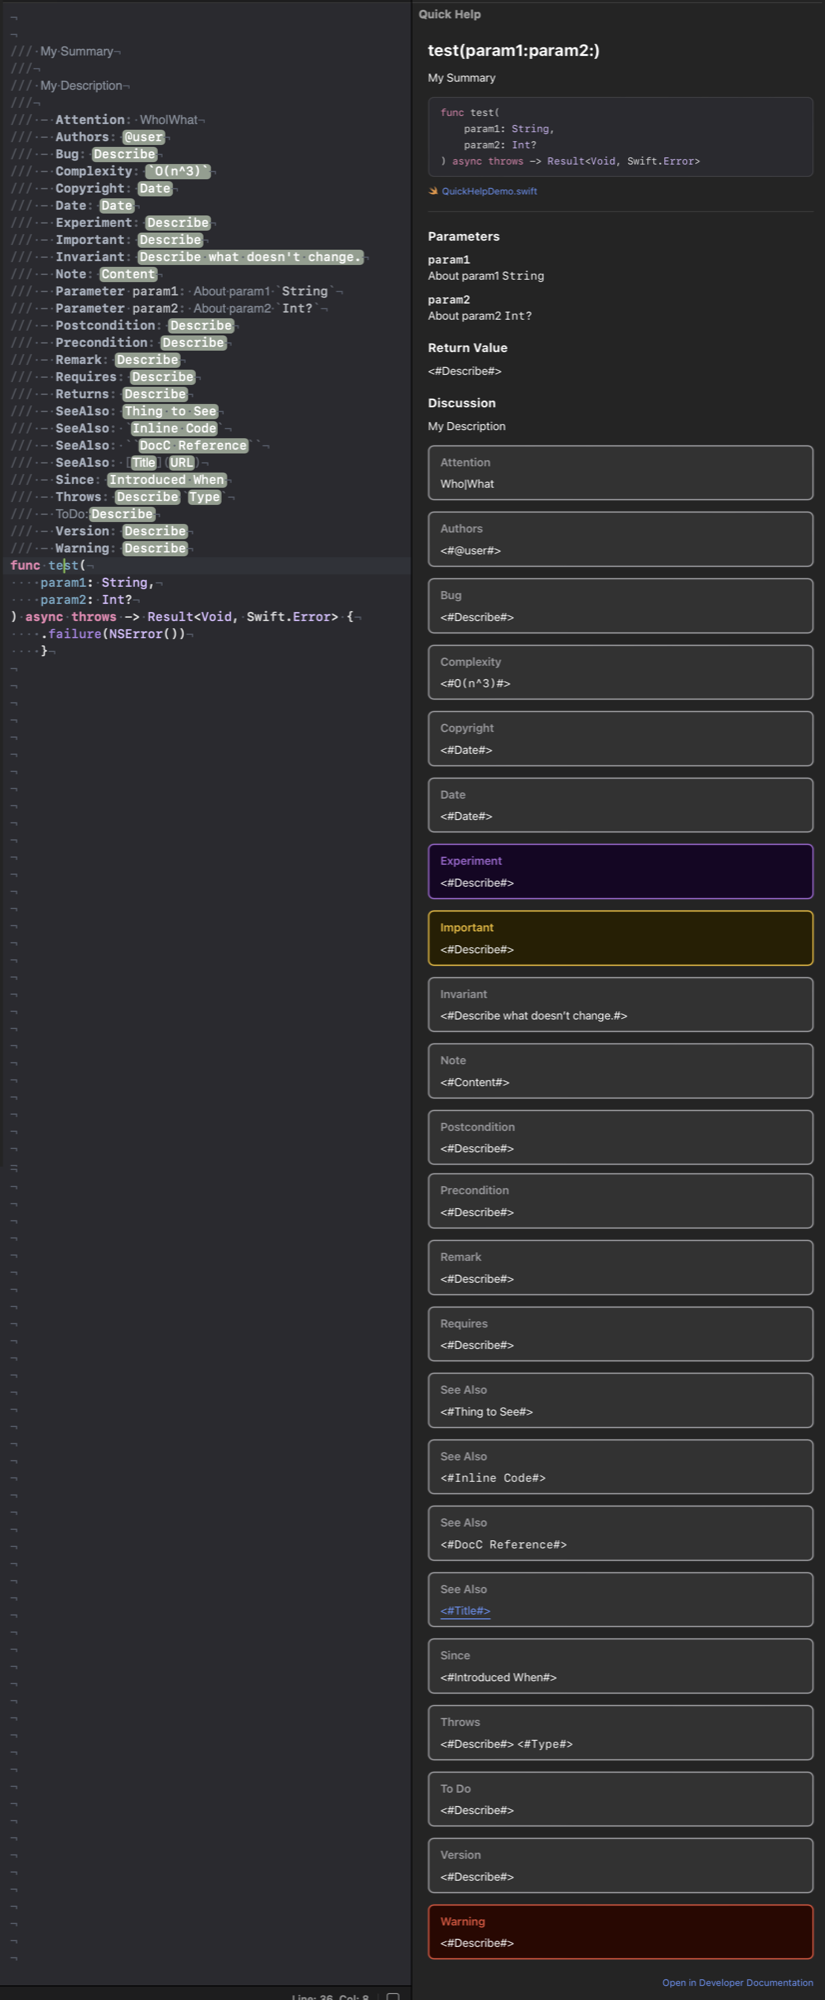 /// My Summary
///
/// My Description
///
/// - Attention: Who|What
/// - Authors: @user
/// - Bug: Describe
/// - Complexity: `O(n^3)`
/// - Copyright: Date
/// - Date: Date
/// - Experiment: Describe
/// - Important: Describe
/// - Invariant: Describe what doesn't change.
/// - Note: Content
/// - Parameter param1: About param1 `String`
/// - Parameter param2: About param2 `Int?`
/// - Postcondition: Describe
/// - Precondition: Describe
/// - Remark: Describe
/// - Requires: Describe
/// - Returns: Describe
/// - SeeAlso: Thing to See
/// - SeeAlso: `Inline Code`
/// - SeeAlso: ``DocC Reference``
/// - SeeAlso: [Title](URL)
/// - Since: Introduced When
/// - Throws: Describe `Type`
/// - ToDo: Describe
/// - Version: Describe
/// - Warning: Describe
func test(
param1: String,
param2: Int?
) async throws -> Result<Void, Swift.Error> {
.failure(NSError())
}
Line: 36 Col: 8
Quick Help
test(param1:param2:)
My Summary
func test(
param1: String,
param2: Int?
) async throws -> Result<Void, Swift.Error>
QuickHelpDemo.swift
Parameters
param1
About param1 String
param2
About param2 Int?
Return Value
<#Describe#>
Discussion
My Description
Attention
Who|What
Authors
<#@user#>
Bug
<#Describe#>
Complexity
<#O(n^3)#>
Copyright
<#Date#>
Date
<#Date#>
Experiment
<#Describe#>
Important
<#Describe#>
Invariant
<#Describe what doesn’t change.#>
Note
<#Content#>
Postcondition
<#Describe#>
Precondition
<#Describe#>
Remark
<#Describe#>
Requires
<#Describe#>
See Also
<#Thing to See#>
See Also
<#Inline Code#>
See Also
<#DocC Reference#>
See Also
<#Title#>
Since
<#Introduced When#>
Throws
<#Describe#> <#Type#>
To Do
<#Describe#>
Version
<#Describe#>
Warning
<#Describe#>
Open in Developer Documentation